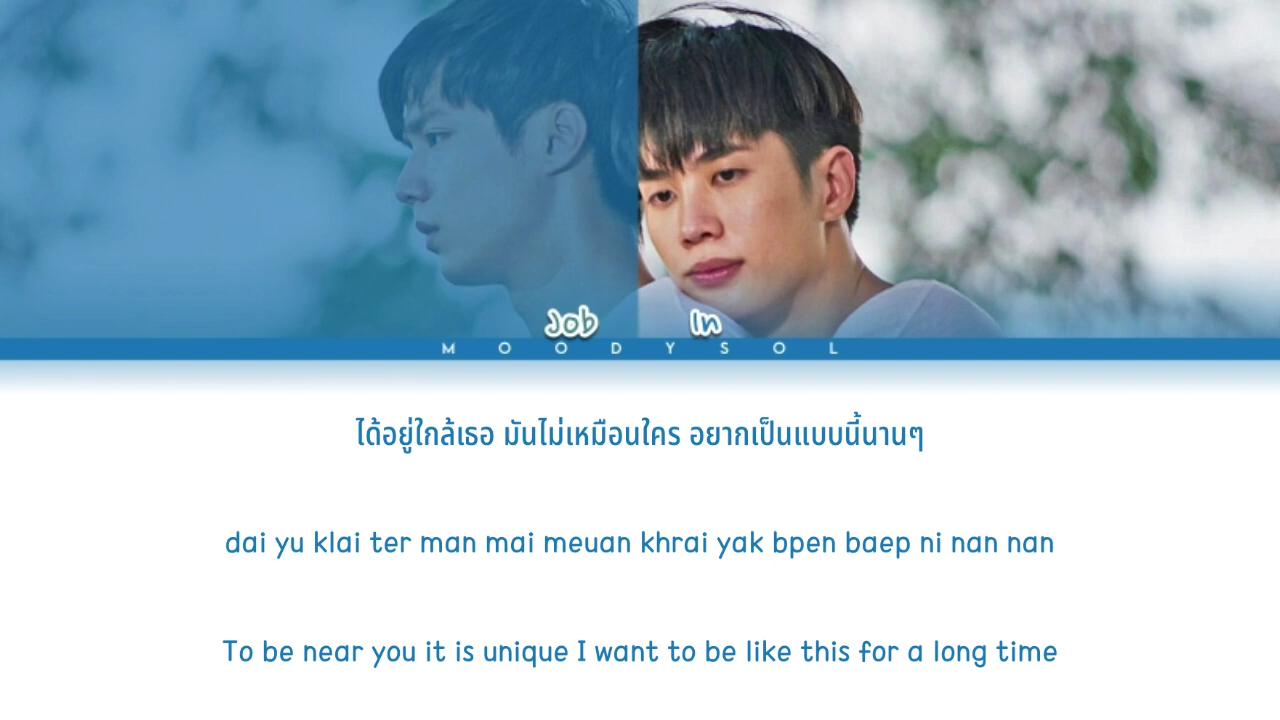 Job In
M O O D Y S O L
ได้อยู่ใกล้เธอ มันไม่เหมือนใคร อยากเป็นแบบนี้นานๆ
dai yu klai ter man mai meuan khrai yak bpen baep ni nan nan
To be near you it is unique I want to be like this for a long time